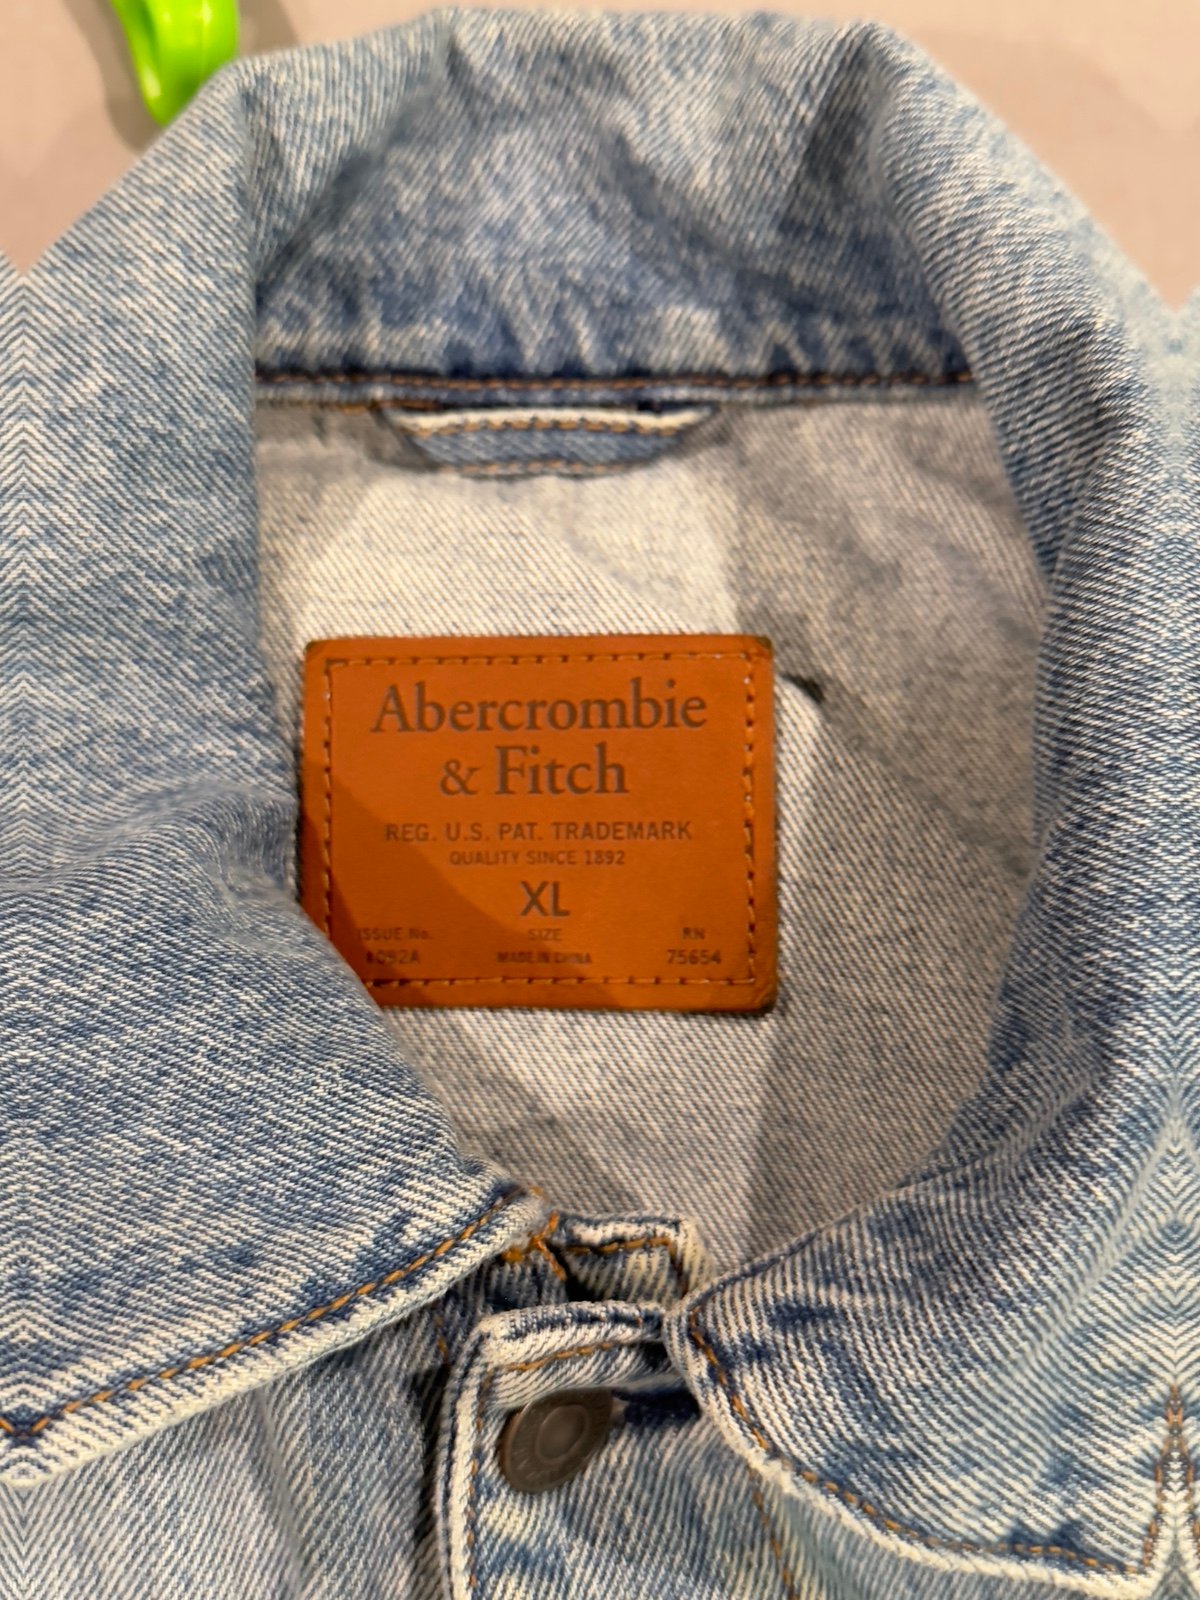 Abercrombie
& Fitch
REG. U.S. PAT. TRADEMARK
QUALITY SINCE 1892
XL
ISSUE No. SIZE RN
MADE IN CHINA 75654